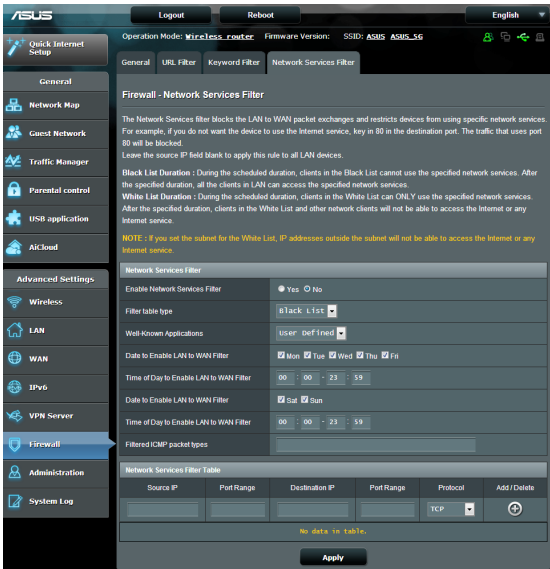 ASUS
Logout
Reboot
English
Quick Internet
Setup
Operation Mode: Wireless router Firmware Version: SSID: ASUS ASUS_5G
General
URL Filter
Keyword Filter
Network Services Filter
General
Network Map
Guest Network
Traffic Manager
Parental control
USB application
AiCloud
Advanced Settings
Wireless
LAN
WAN
IPv6
VPN Server
Firewall
Administration
System Log
Firewall - Network Services Filter
The Network Services filter blocks the LAN to WAN packet exchanges and restricts devices from using specific network services.
For example, if you do not want the device to use the Internet service, key in 80 in the destination port. The traffic that uses port
80 will be blocked.
Leave the source IP field blank to apply this rule to all LAN devices.
Black List Duration : During the scheduled duration, clients in the Black List cannot use the specified network services. After
the specified duration, all the clients in LAN can access the specified network services.
White List Duration : During the scheduled duration, clients in the White List can ONLY use the specified network services.
After the specified duration, clients in the White List and other network clients will not be able to access the Internet or any
Internet service.
NOTE : If you set the subnet for the White List, IP addresses outside the subnet will not be able to access the Internet or any
Internet service.
Network Services Filter
Enable Network Services Filter Yes No
Filter table type Black List
Well-Known Applications User Defined
Date to Enable LAN to WAN Filter Mon Tue Wed Thu Fri
Time of Day to Enable LAN to WAN Filter 00 : 00 - 23 : 59
Date to Enable LAN to WAN Filter Sat Sun
Time of Day to Enable LAN to WAN Filter 00 : 00 - 23 : 59
Filtered ICMP packet types
Network Services Filter Table
Source IP Port Range Destination IP Port Range Protocol Add / Delete
TCP
No data in table.
Apply